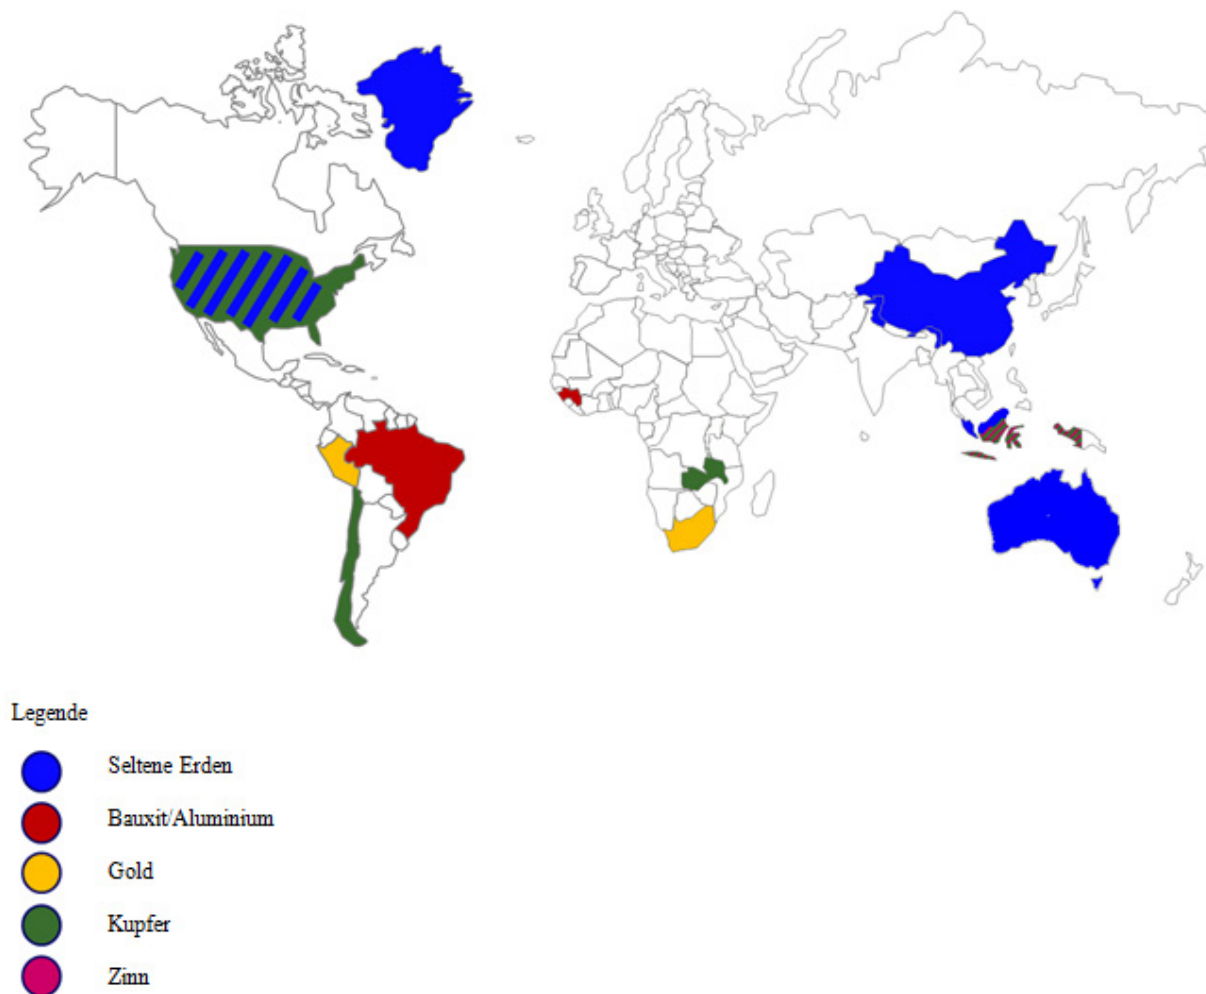 Legende
Seltene Erden
Bauxit/Aluminium
Gold
Kupfer
Zinn